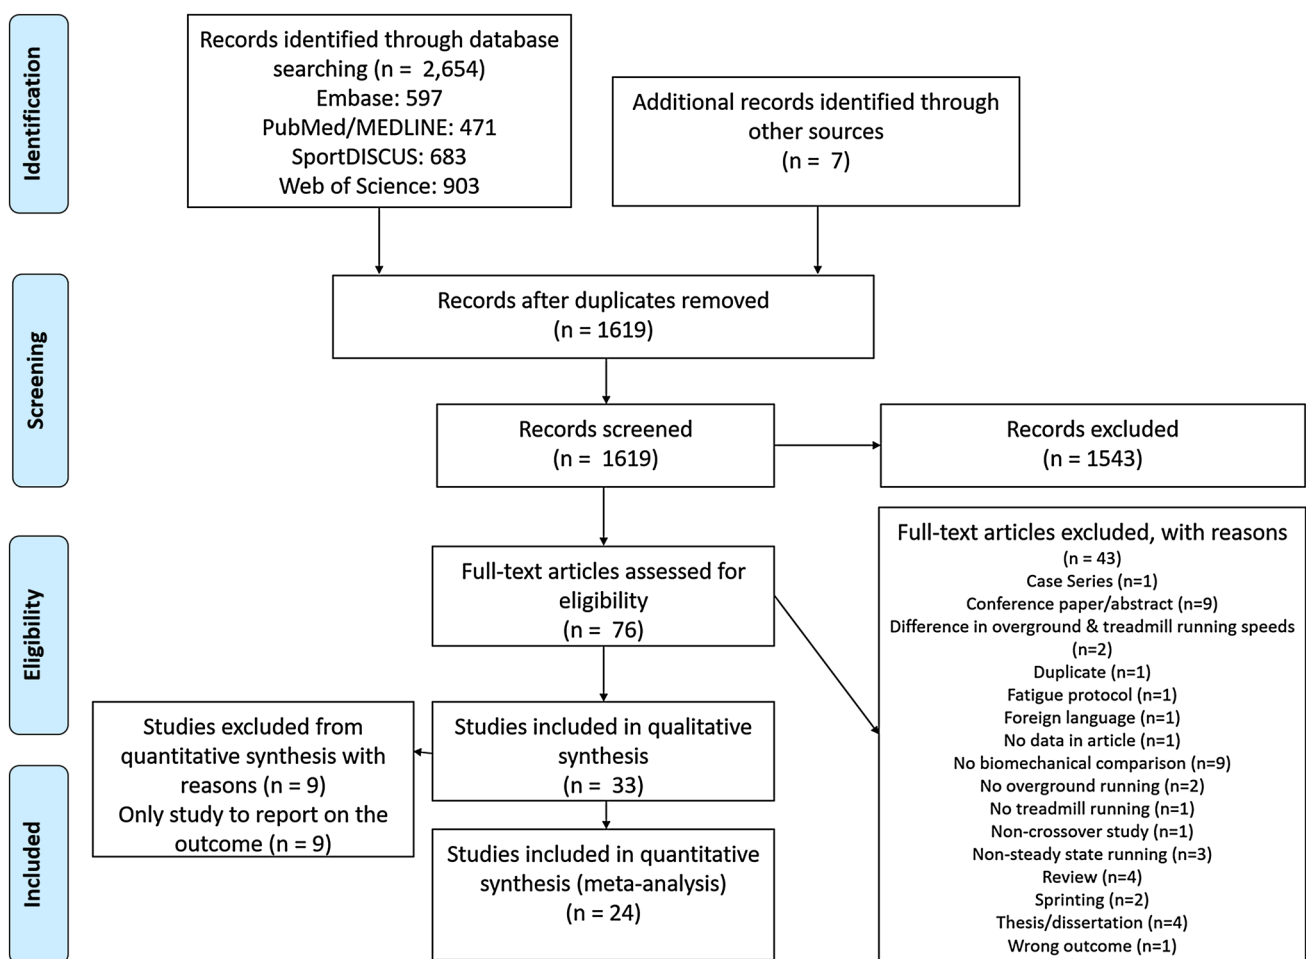 Identification
Records identified through database
searching (n = 2,654)
Embase: 597
PubMed/MEDLINE: 471
SportDISCUS: 683
Web of Science: 903
Additional records identified through
other sources
(n = 7)
Screening
Records after duplicates removed
(n = 1619)
Records screened
(n = 1619)
Records excluded
(n = 1543)
Eligibility
Full-text articles assessed for
eligibility
(n = 76)
Full-text articles excluded, with reasons
(n = 43)
Case Series (n=1)
Conference paper/abstract (n=9)
Difference in overground & treadmill running speeds
(n=2)
Duplicate (n=1)
Fatigue protocol (n=1)
Foreign language (n=1)
No data in article (n=1)
No biomechanical comparison (n=9)
No overground running (n=2)
No treadmill running (n=1)
Non-crossover study (n=1)
Non-steady state running (n=3)
Review (n=4)
Sprinting (n=2)
Thesis/dissertation (n=4)
Wrong outcome (n=1)
Studies included in qualitative
synthesis
(n = 33)
Studies excluded from
quantitative synthesis with
reasons (n = 9)
Only study to report on the
outcome (n = 9)
Included
Studies included in quantitative
synthesis (meta-analysis)
(n = 24)